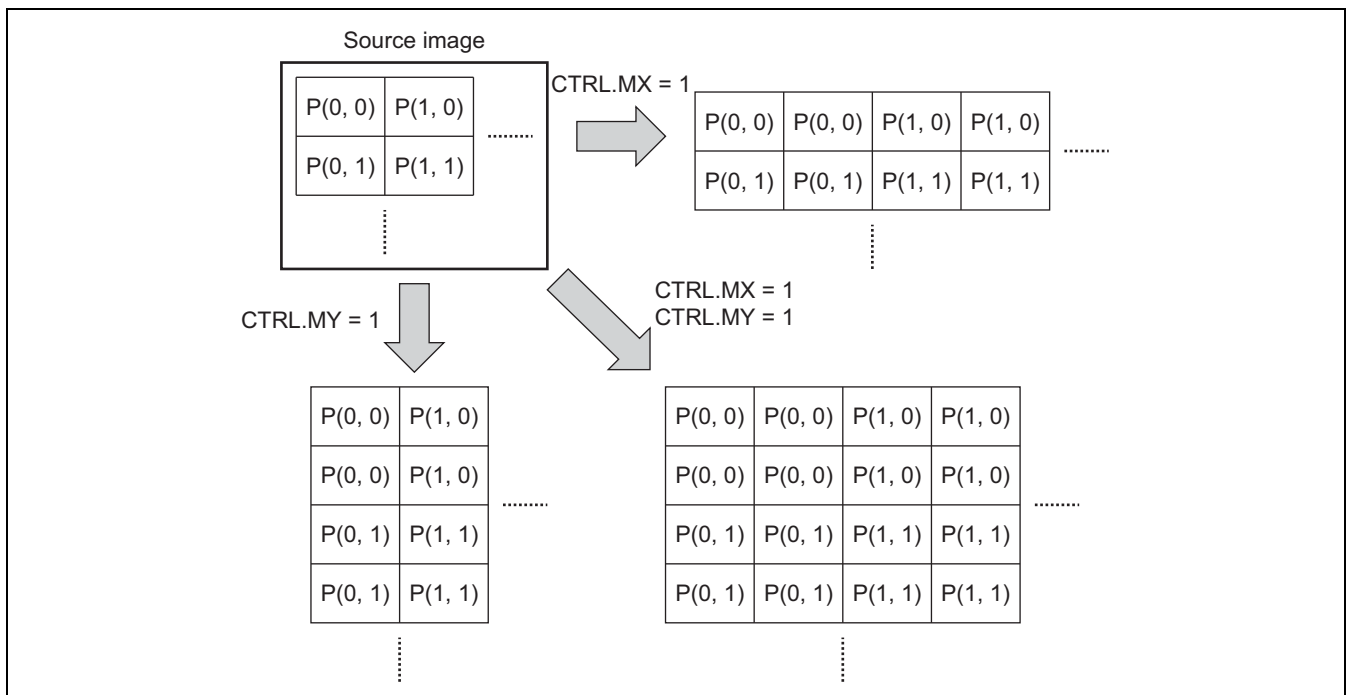 Source image
P(0, 0) P(1, 0)
P(0, 1) P(1, 1)
CTRL.MX = 1
P(0, 0) P(0, 0) P(1, 0) P(1, 0)
P(0, 1) P(0, 1) P(1, 1) P(1, 1)
CTRL.MY = 1
CTRL.MX = 1
CTRL.MY = 1
P(0, 0) P(1, 0)
P(0, 0) P(1, 0)
P(0, 1) P(1, 1)
P(0, 1) P(1, 1)
P(0, 0) P(0, 0) P(1, 0) P(1, 0)
P(0, 0) P(0, 0) P(1, 0) P(1, 0)
P(0, 1) P(0, 1) P(1, 1) P(1, 1)
P(0, 1) P(0, 1) P(1, 1) P(1, 1)